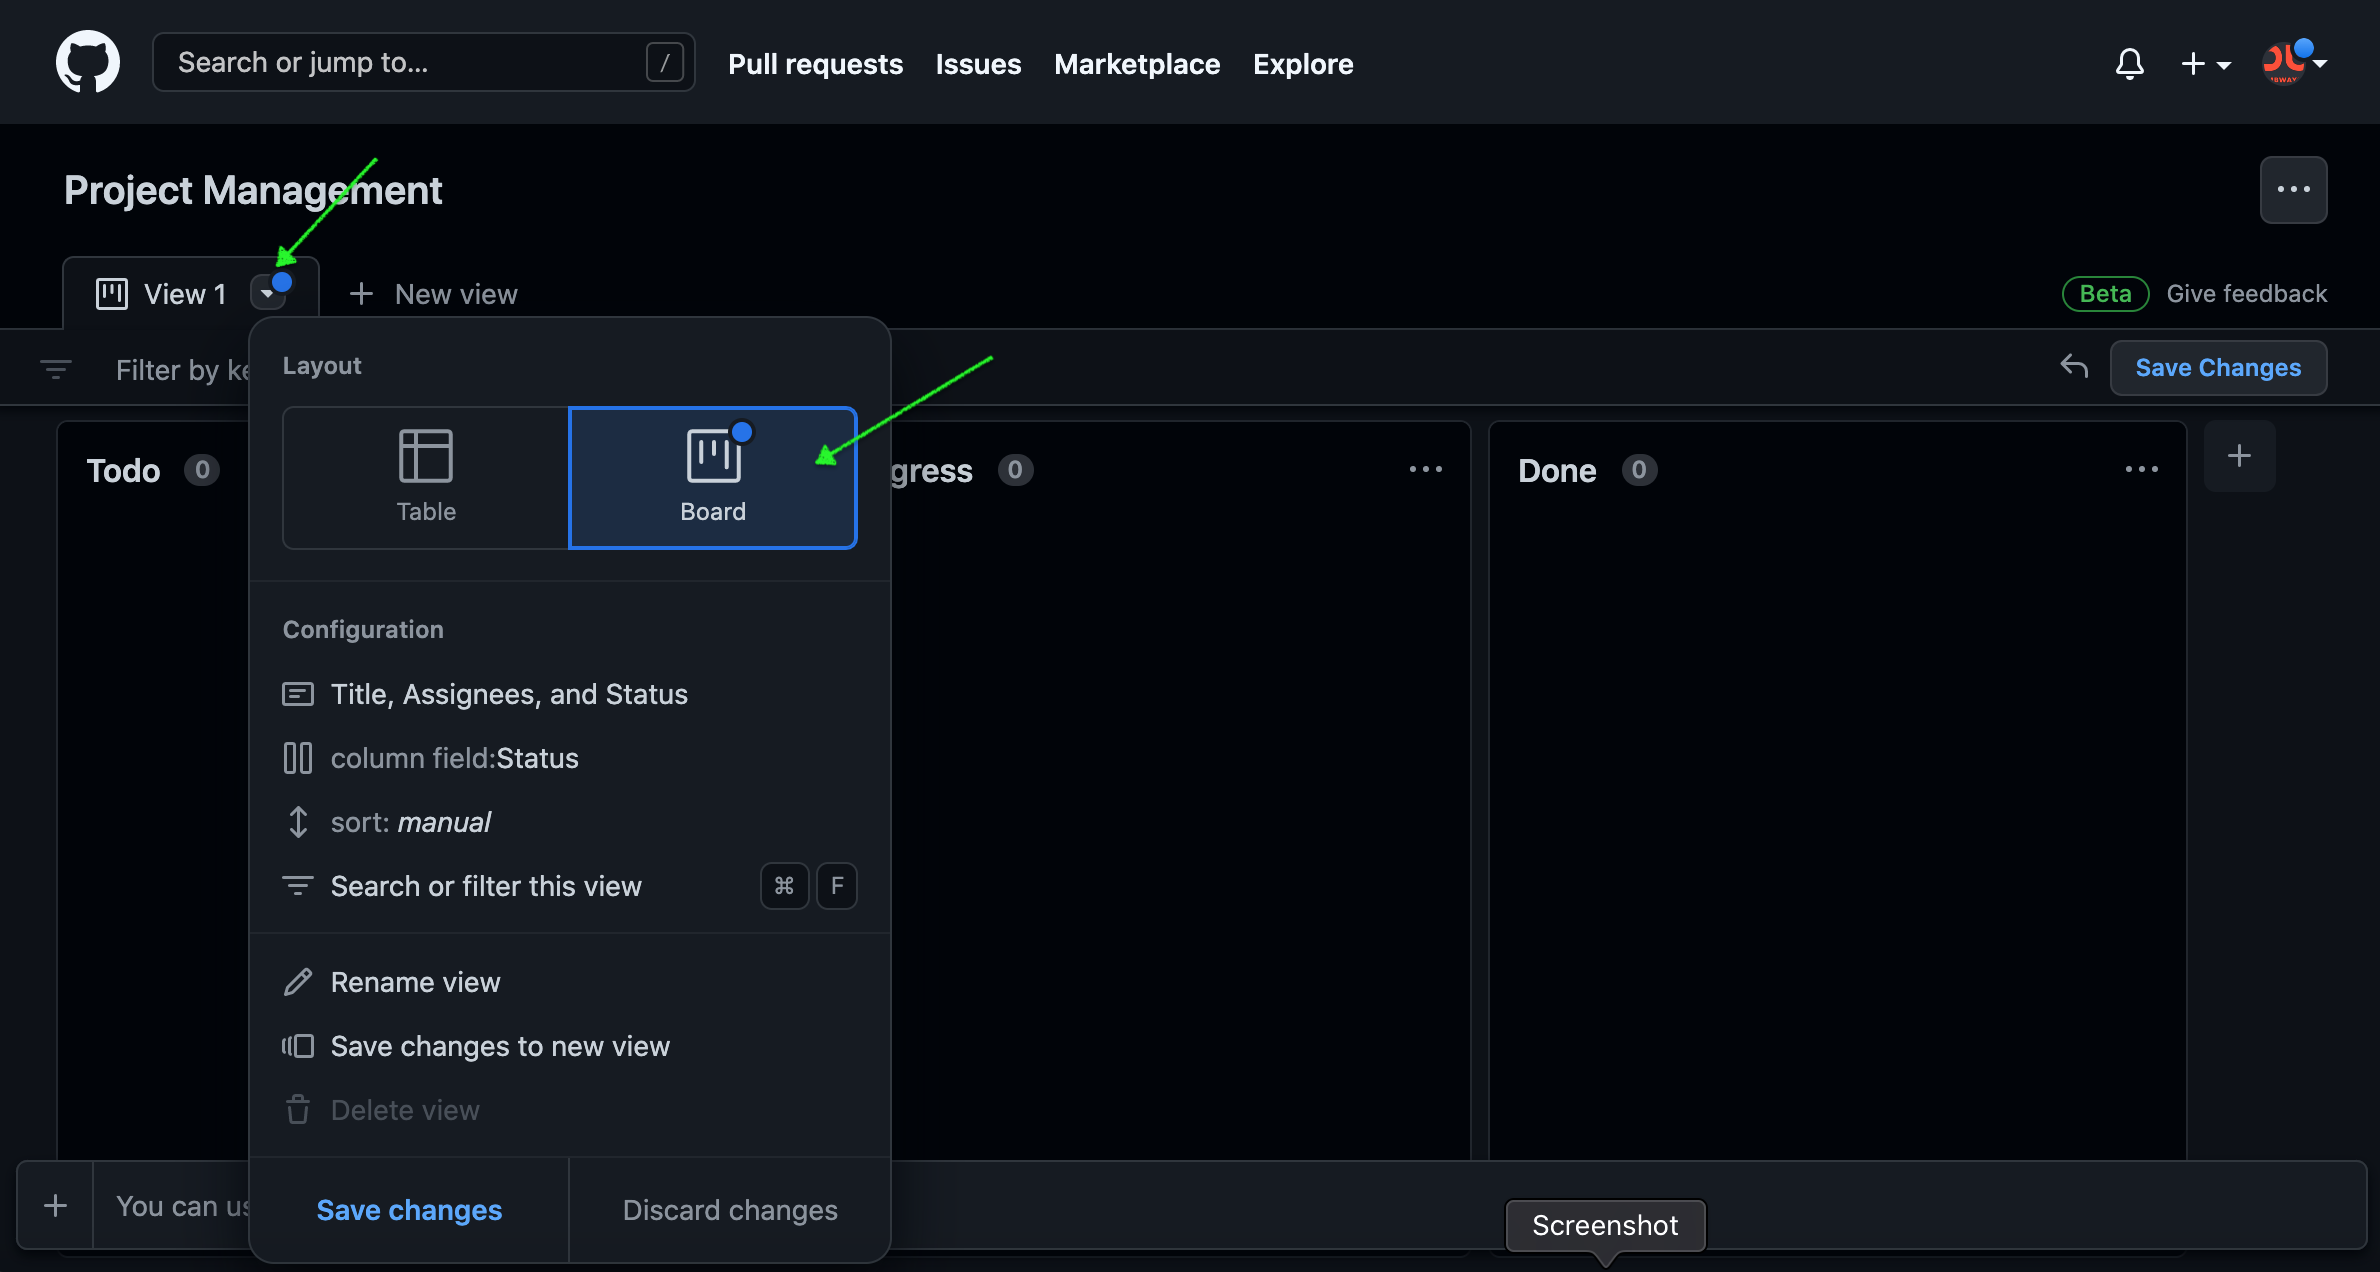 Search or jump to...
/
Pull requests
Issues
Marketplace
Explore
Project Management
View 1
New view
Beta
Give feedback
Filter by ke
Save Changes
Layout
Table
Board
Todo
0
gress
0
Done
0
Configuration
Title, Assignees, and Status
column field:Status
sort: manual
Search or filter this view
⌘
F
Rename view
Save changes to new view
Delete view
You can us
Save changes
Discard changes
Screenshot